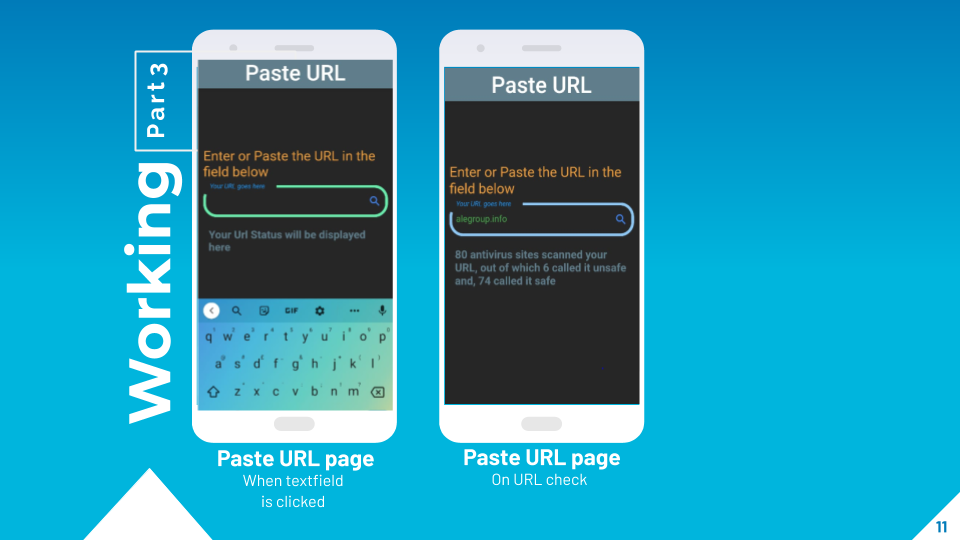 Working
Part 3
Paste URL
Enter or Paste the URL in the
field below
Your URL goes here
Your Url Status will be displayed
here
GIF
q w e r t y u i o p
a s d f g h j k l
z x c v b n m
Paste URL page
When textfield
is clicked
Paste URL
Enter or Paste the URL in the
field below
Your URL goes here
alegroup.info
80 antivirus sites scanned your
URL, out of which 6 called it unsafe
and, 74 called it safe
Paste URL page
On URL check
11